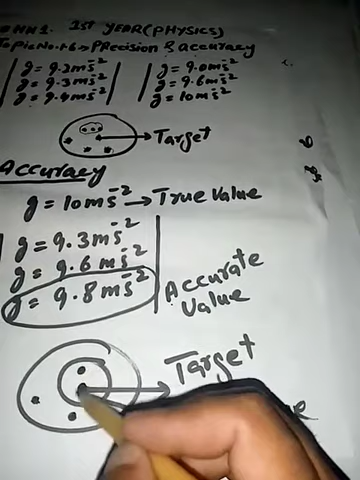 1st YEAR (PHYSICS)
Topic No. 1.6 → Precision & accuracy
g = 9.2ms⁻² g = 9.0ms⁻²
g = 9.3ms⁻² g = 9.6ms⁻²
g = 9.4ms⁻² g = 10ms⁻²
Target
Accuracy
g = 10ms⁻² → True Value
g = 9.3ms⁻²
g = 9.6ms⁻²
g = 9.8ms⁻²
Accurate
Value
Target